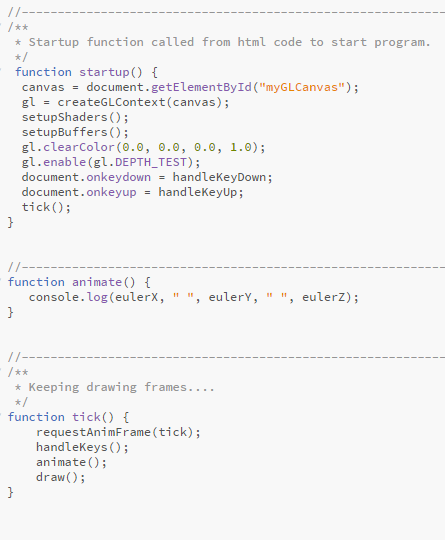 //----------------------------------------------------------
/**
 * Startup function called from html code to start program.
 */
 function startup() {
  canvas = document.getElementById("myGLCanvas");
  gl = createGLContext(canvas);
  setupShaders();
  setupBuffers();
  gl.clearColor(0.0, 0.0, 0.0, 1.0);
  gl.enable(gl.DEPTH_TEST);
  document.onkeydown = handleKeyDown;
  document.onkeyup = handleKeyUp;
  tick();
}
//----------------------------------------------------------
function animate() {
   console.log(eulerX, " ", eulerY, " ", eulerZ);
}
//----------------------------------------------------------
/**
 * Keeping drawing frames....
 */
function tick() {
    requestAnimFrame(tick);
    handleKeys();
    animate();
    draw();
}